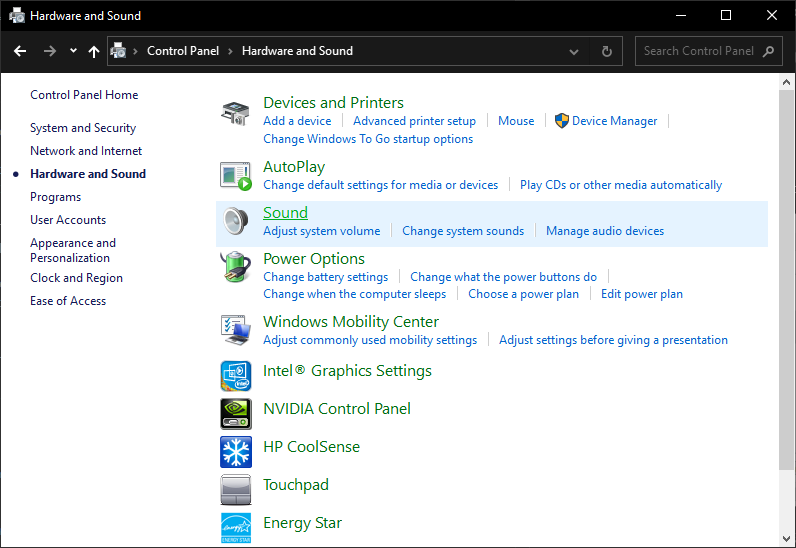 Hardware and Sound
Control Panel › Hardware and Sound
Search Control Panel
Control Panel Home
System and Security
Network and Internet
Hardware and Sound
Programs
User Accounts
Appearance and
Personalization
Clock and Region
Ease of Access
Devices and Printers
Add a device | Advanced printer setup | Mouse | Device Manager |
Change Windows To Go startup options
AutoPlay
Change default settings for media or devices | Play CDs or other media automatically
Sound
Adjust system volume | Change system sounds | Manage audio devices
Power Options
Change battery settings | Change what the power buttons do |
Change when the computer sleeps | Choose a power plan | Edit power plan
Windows Mobility Center
Adjust commonly used mobility settings | Adjust settings before giving a presentation
Intel® Graphics Settings
NVIDIA Control Panel
HP CoolSense
Touchpad
Energy Star